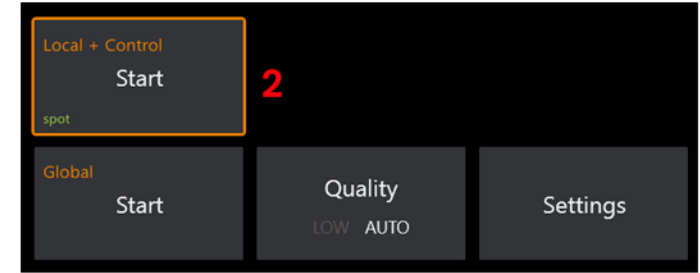 Local + Control
Start
2
spot
Global
Start
Quality
LOW AUTO
Settings